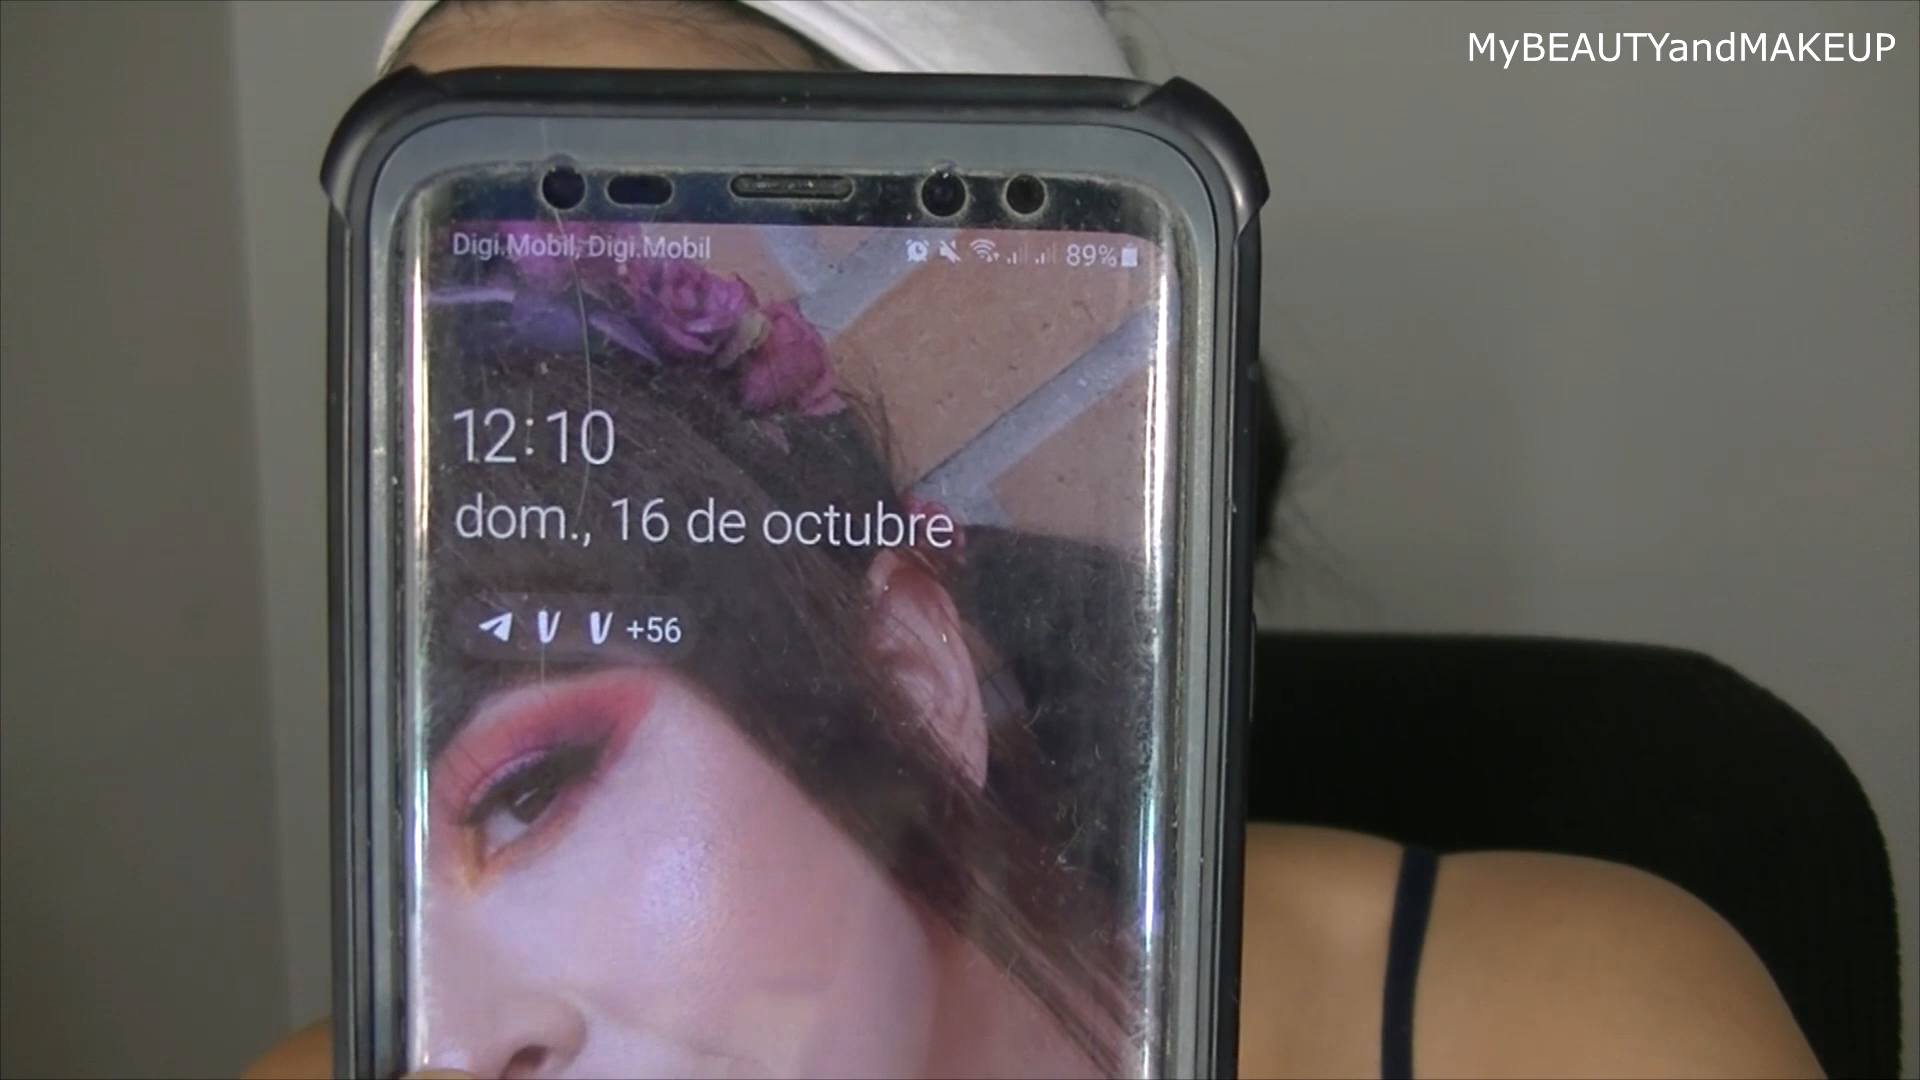 MyBEAUTYandMAKEUP
Digi.Mobil, Digi.Mobil 89%
12:10
dom., 16 de octubre
+56